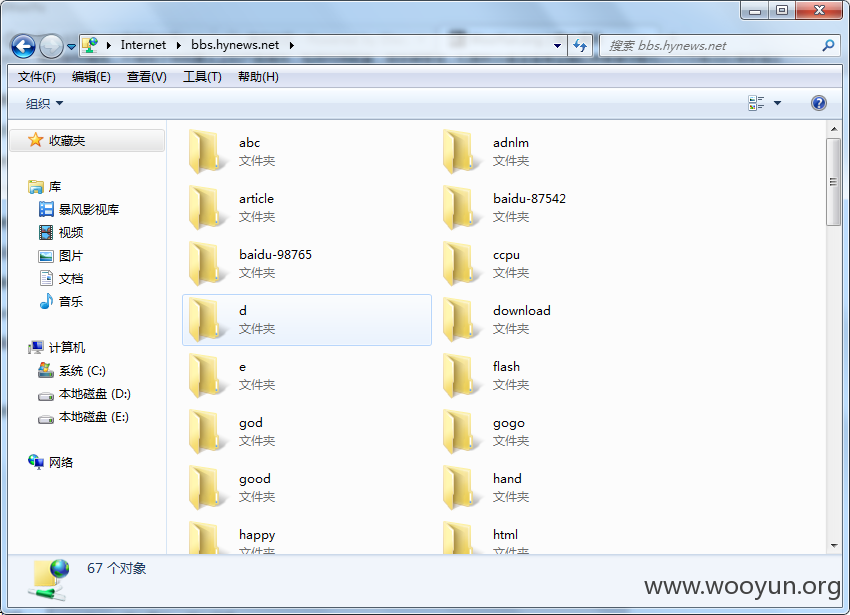 Internet
bbs.hynews.net
搜索 bbs.hynews.net
文件(F)
编辑(E)
查看(V)
工具(T)
帮助(H)
组织
收藏夹
库
暴风影视库
视频
图片
文档
音乐
计算机
系统 (C:)
本地磁盘 (D:)
本地磁盘 (E:)
网络
abc
文件夹
adnlm
文件夹
article
文件夹
baidu-87542
文件夹
baidu-98765
文件夹
ccpu
文件夹
d
文件夹
download
文件夹
e
文件夹
flash
文件夹
god
文件夹
gogo
文件夹
good
文件夹
hand
文件夹
happy
文件夹
html
文件夹
67 个对象
www.wooyun.org